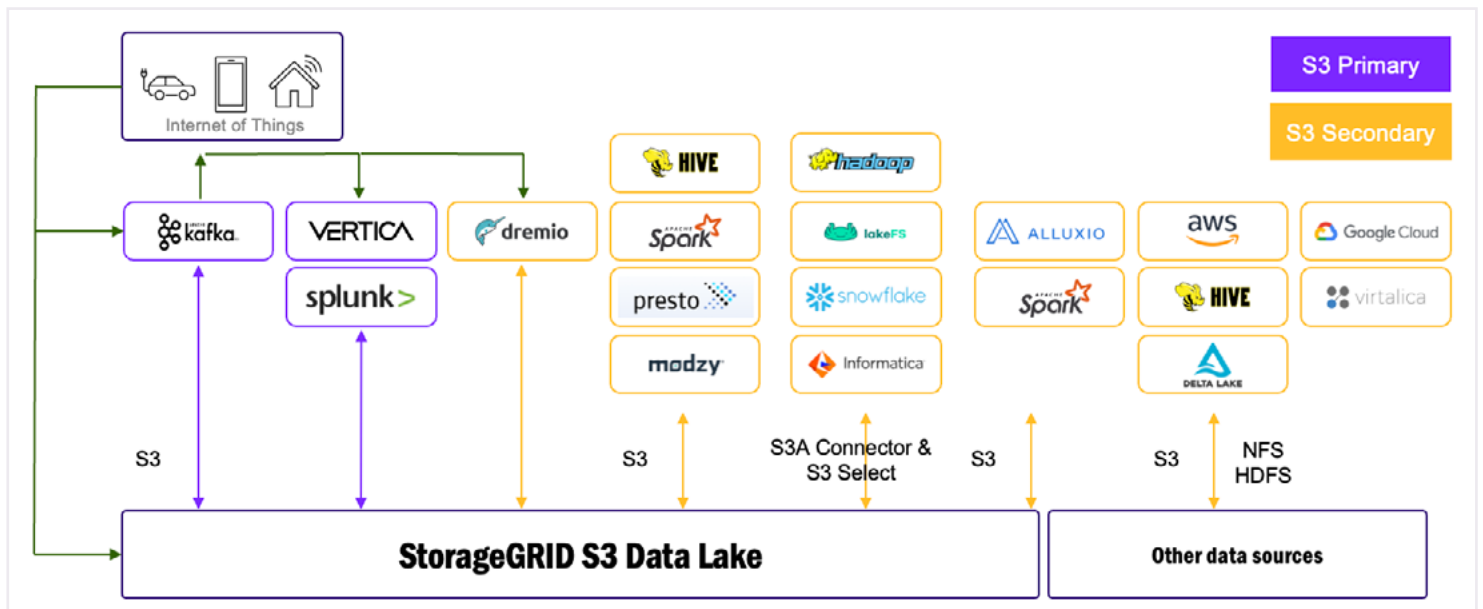 S3 Primary
S3 Secondary
Internet of Things
HIVE
hadoop
kafka
VERTICA
dremio
APACHE
Spark
lakeFS
ALLUXIO
aws
Google Cloud
splunk>
presto
snowflake
APACHE
Spark
HIVE
virtalica
modzy
Informatica
DELTA LAKE
S3
S3
S3A Connector &
S3 Select
S3
S3
NFS
HDFS
StorageGRID S3 Data Lake
Other data sources